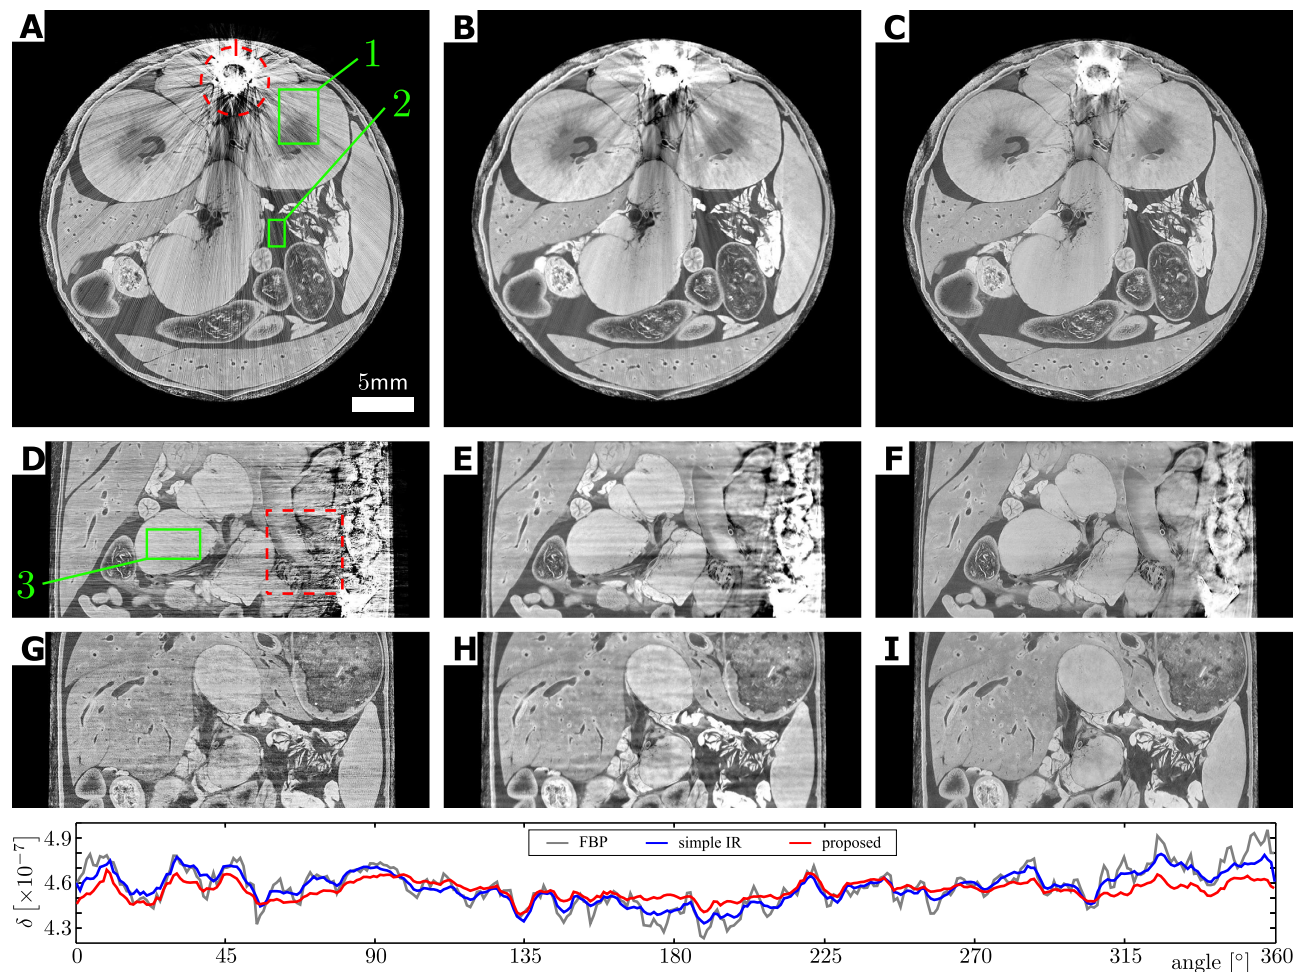 A
B
C
1
2
5mm
D
E
F
3
G
H
I
δ [×10⁻⁷]
4.9
4.6
4.3
FBP
simple IR
proposed
0
45
90
135
180
225
270
315
360
angle [°]